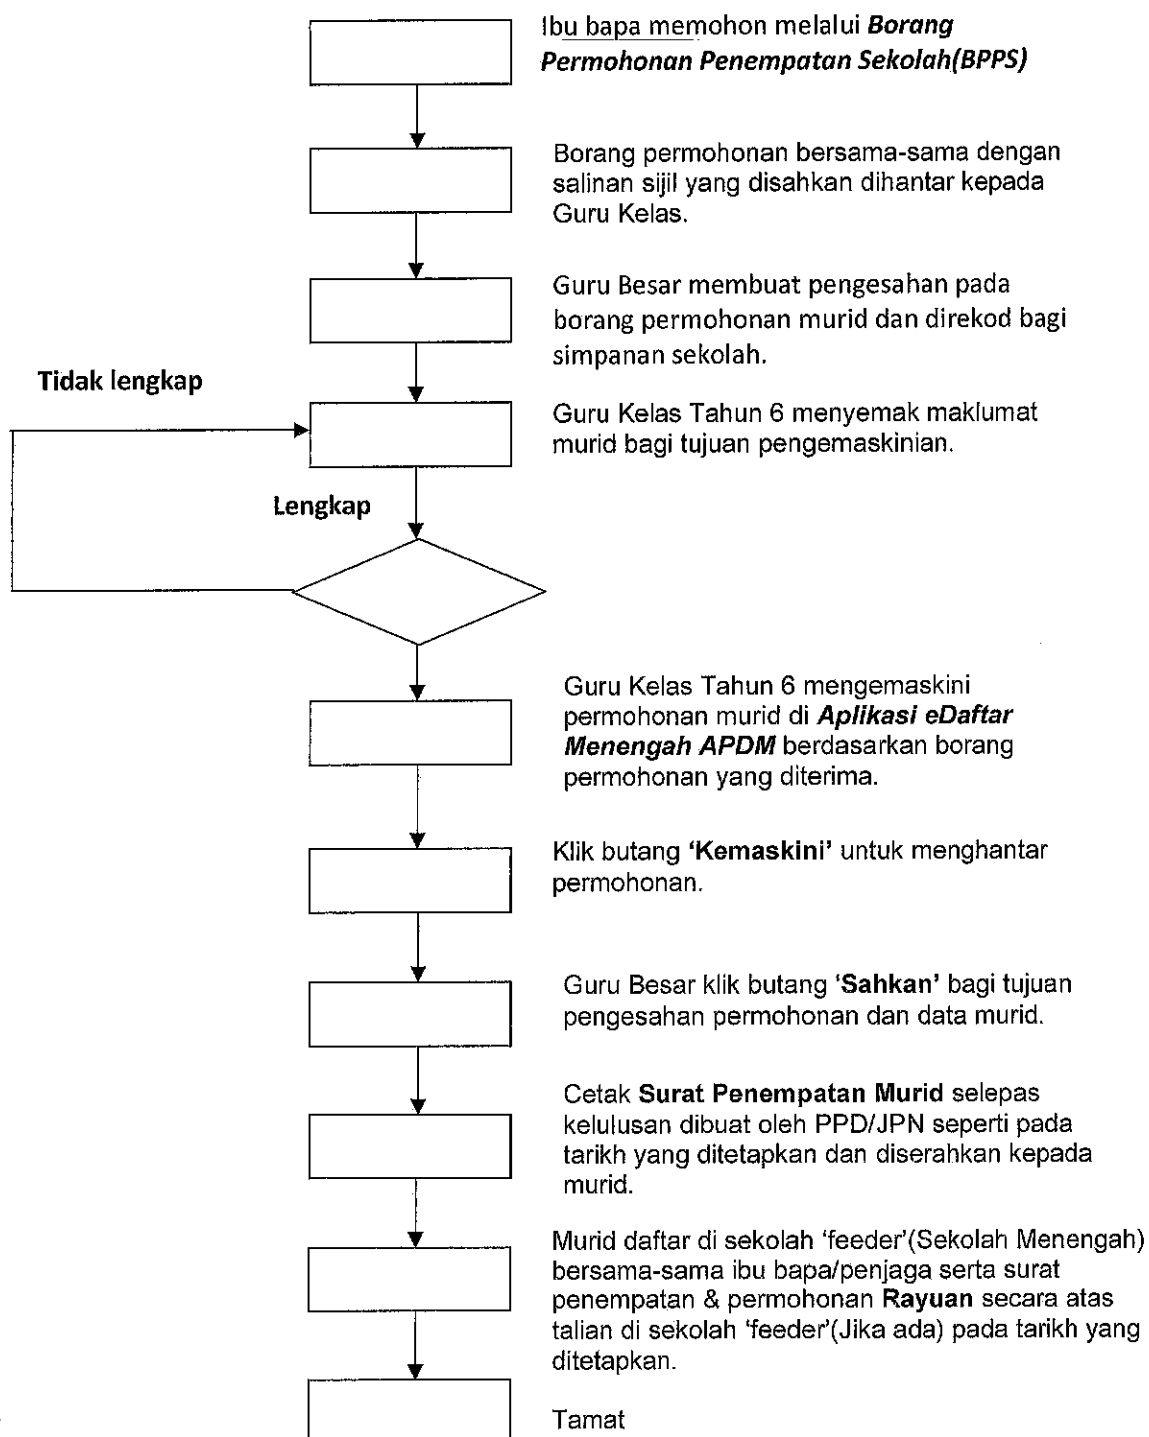 Ibu bapa memohon melalui Borang
Permohonan Penempatan Sekolah(BPPS)
Borang permohonan bersama-sama dengan
salinan sijil yang disahkan dihantar kepada
Guru Kelas.
Guru Besar membuat pengesahan pada
borang permohonan murid dan direkod bagi
simpanan sekolah.
Tidak lengkap
Guru Kelas Tahun 6 menyemak maklumat
murid bagi tujuan pengemaskinian.
Lengkap
Guru Kelas Tahun 6 mengemaskini
permohonan murid di Aplikasi eDaftar
Menengah APDM berdasarkan borang
permohonan yang diterima.
Klik butang ‘Kemaskini’ untuk menghantar
permohonan.
Guru Besar klik butang ‘Sahkan’ bagi tujuan
pengesahan permohonan dan data murid.
Cetak Surat Penempatan Murid selepas
kelulusan dibuat oleh PPD/JPN seperti pada
tarikh yang ditetapkan dan diserahkan kepada
murid.
Murid daftar di sekolah ‘feeder’(Sekolah Menengah)
bersama-sama ibu bapa/penjaga serta surat
penempatan & permohonan Rayuan secara atas
talian di sekolah ‘feeder’(Jika ada) pada tarikh yang
ditetapkan.
Tamat